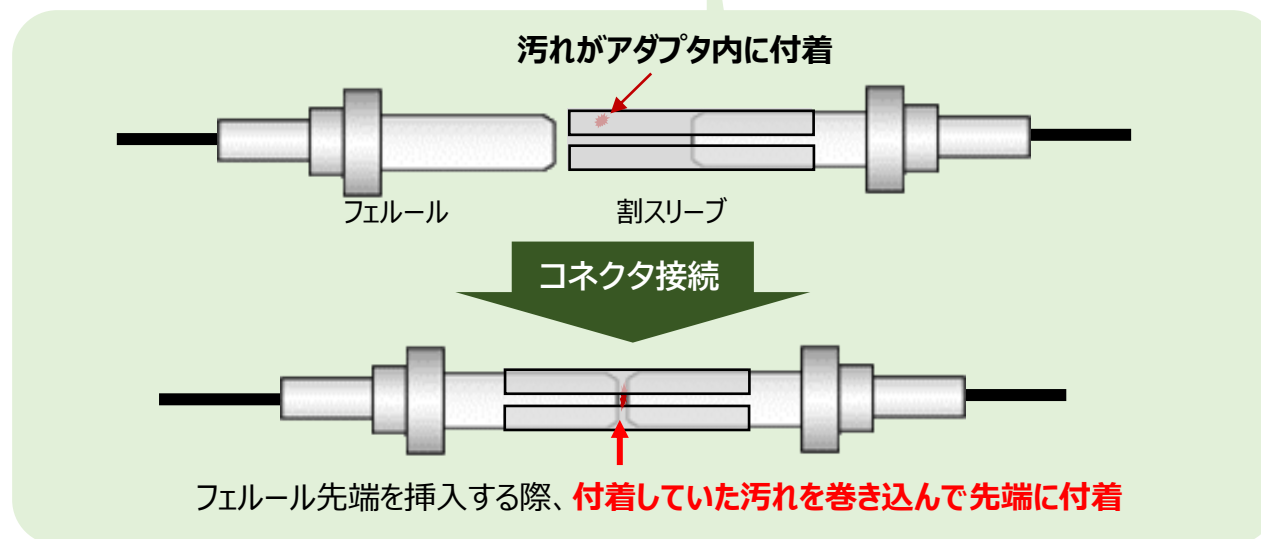 汚れがアダプタ内に付着
フェルール
割スリーブ
コネクタ接続
フェルール先端を挿入する際、付着していた汚れを巻き込んで先端に付着